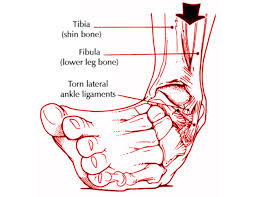 Tibia
(shin bone)
Fibula
(lower leg bone)
Torn lateral
ankle ligaments